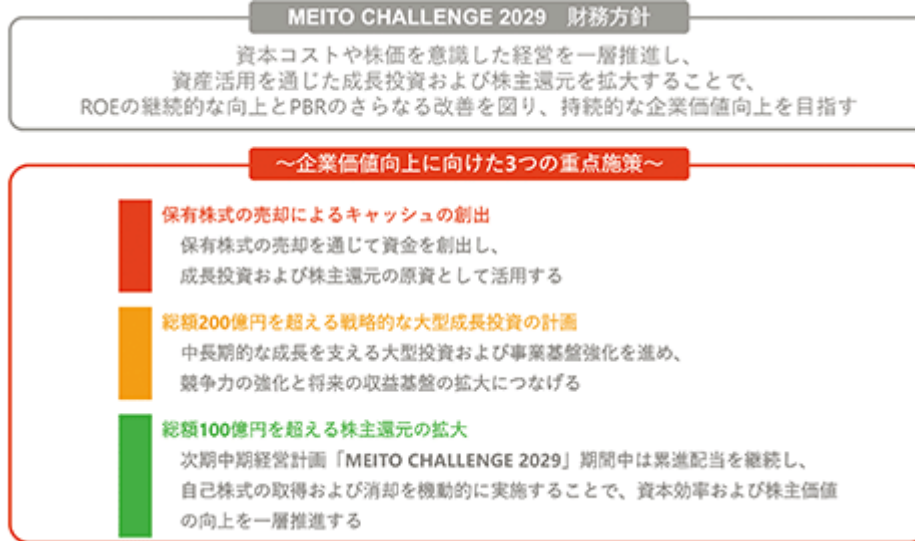 MEITO CHALLENGE 2029 財務方針
資本コストや株価を意識した経営を一層推進し、
資産活用を通じた成長投資および株主還元を拡大することで、
ROEの継続的な向上とPBRのさらなる改善を図り、持続的な企業価値向上を目指す
～企業価値向上に向けた3つの重点施策～
保有株式の売却によるキャッシュの創出
保有株式の売却を通じて資金を創出し、
成長投資および株主還元の原資として活用する
総額200億円を超える戦略的な大型成長投資の計画
中長期的な成長を支える大型投資および事業基盤強化を進め、
競争力の強化と将来の収益基盤の拡大につなげる
総額100億円を超える株主還元の拡大
次期中期経営計画「MEITO CHALLENGE 2029」期間中は累進配当を継続し、
自己株式の取得および消却を機動的に実施することで、資本効率および株主価値
の向上を一層推進する